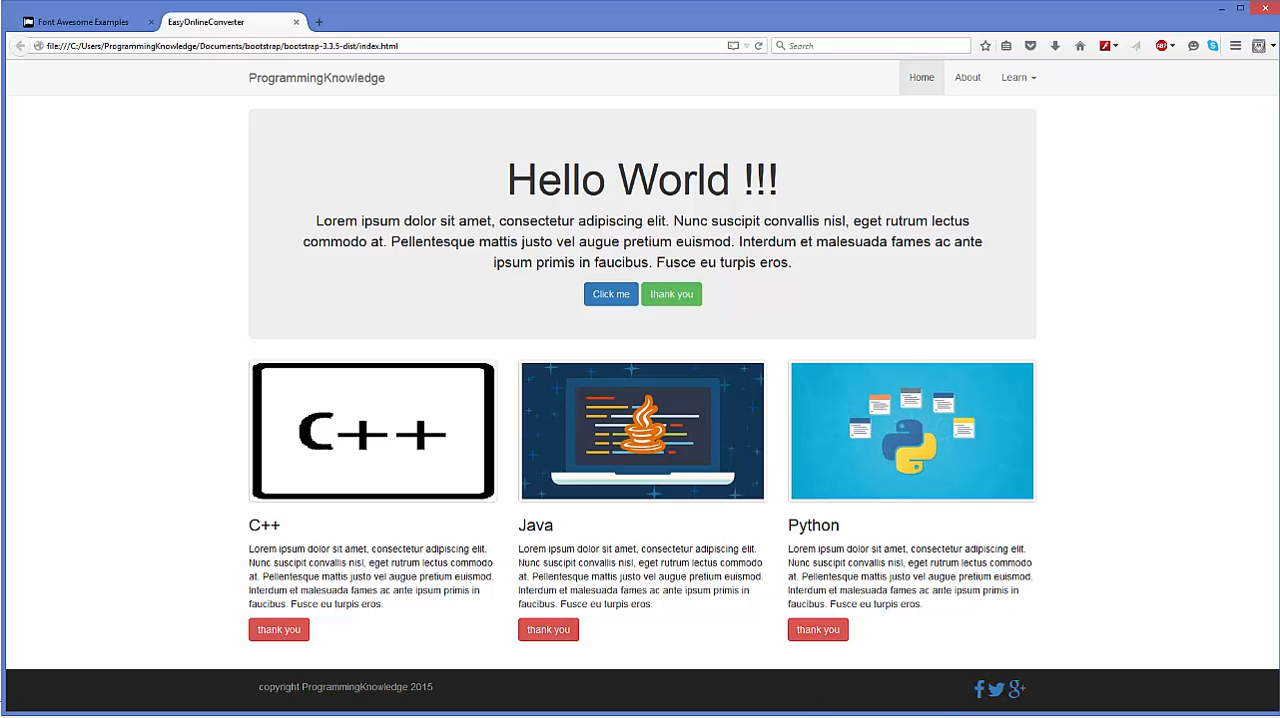 Font Awesome Examples
EasyOnlineConverter
file:///C:/Users/ProgrammingKnowledge/Documents/bootstrap/bootstrap-3.3.5-dist/index.html
Search
ABP
ProgrammingKnowledge
Home
About
Learn
Hello World !!!
Lorem ipsum dolor sit amet, consectetur adipiscing elit. Nunc suscipit convallis nisl, eget rutrum lectus
commodo at. Pellentesque mattis justo vel augue pretium euismod. Interdum et malesuada fames ac ante
ipsum primis in faucibus. Fusce eu turpis eros.
Click me
thank you
C++
C++
Lorem ipsum dolor sit amet, consectetur adipiscing elit.
Nunc suscipit convallis nisl, eget rutrum lectus commodo
at. Pellentesque mattis justo vel augue pretium euismod.
Interdum et malesuada fames ac ante ipsum primis in
faucibus. Fusce eu turpis eros.
thank you
Java
Lorem ipsum dolor sit amet, consectetur adipiscing elit.
Nunc suscipit convallis nisl, eget rutrum lectus commodo
at. Pellentesque mattis justo vel augue pretium euismod.
Interdum et malesuada fames ac ante ipsum primis in
faucibus. Fusce eu turpis eros.
thank you
Python
Lorem ipsum dolor sit amet, consectetur adipiscing elit.
Nunc suscipit convallis nisl, eget rutrum lectus commodo
at. Pellentesque mattis justo vel augue pretium euismod.
Interdum et malesuada fames ac ante ipsum primis in
faucibus. Fusce eu turpis eros.
thank you
copyright ProgrammingKnowledge 2015